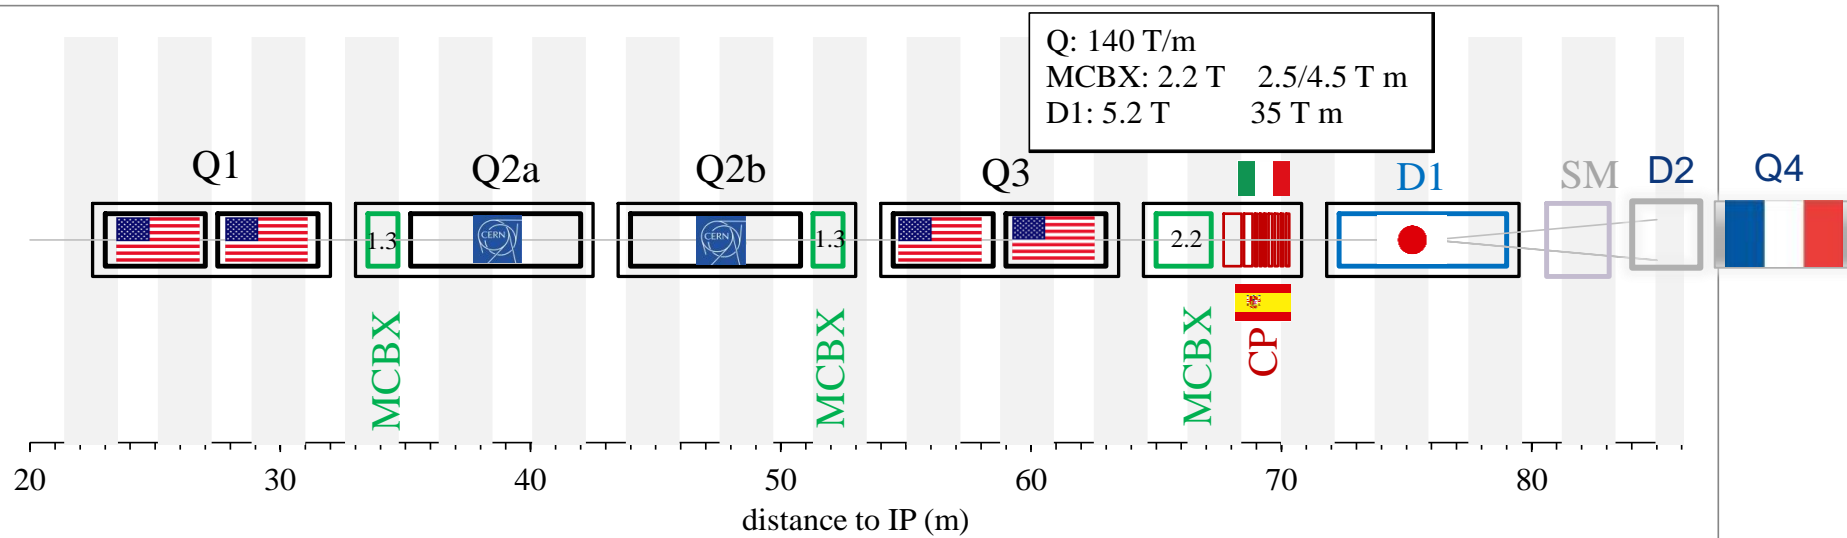 Q: 140 T/m
MCBX: 2.2 T 2.5/4.5 T m
D1: 5.2 T 35 T m
Q1
Q2a
Q2b
Q3
D1
SM
D2
Q4
1.3
CERN
CERN
1.3
2.2
MCBX
MCBX
MCBX
CP
20 30 40 50 60 70 80
distance to IP (m)